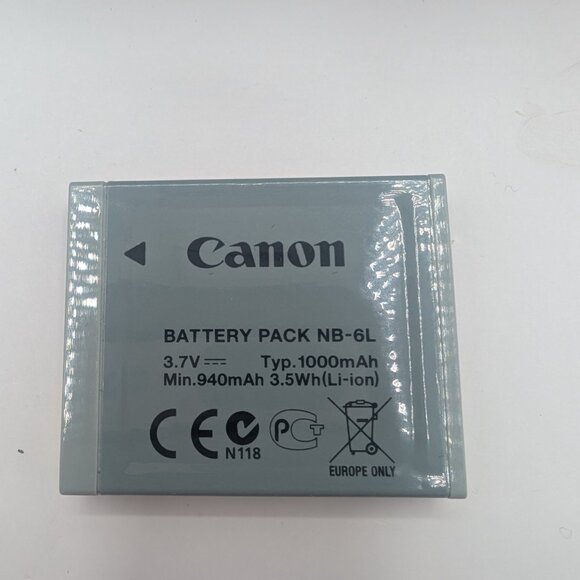 Canon
BATTERY PACK NB-6L
3.7V⎓ Typ.1000mAh
Min.940mAh 3.5Wh(Li-ion)
CE PCT
N118
EUROPE ONLY